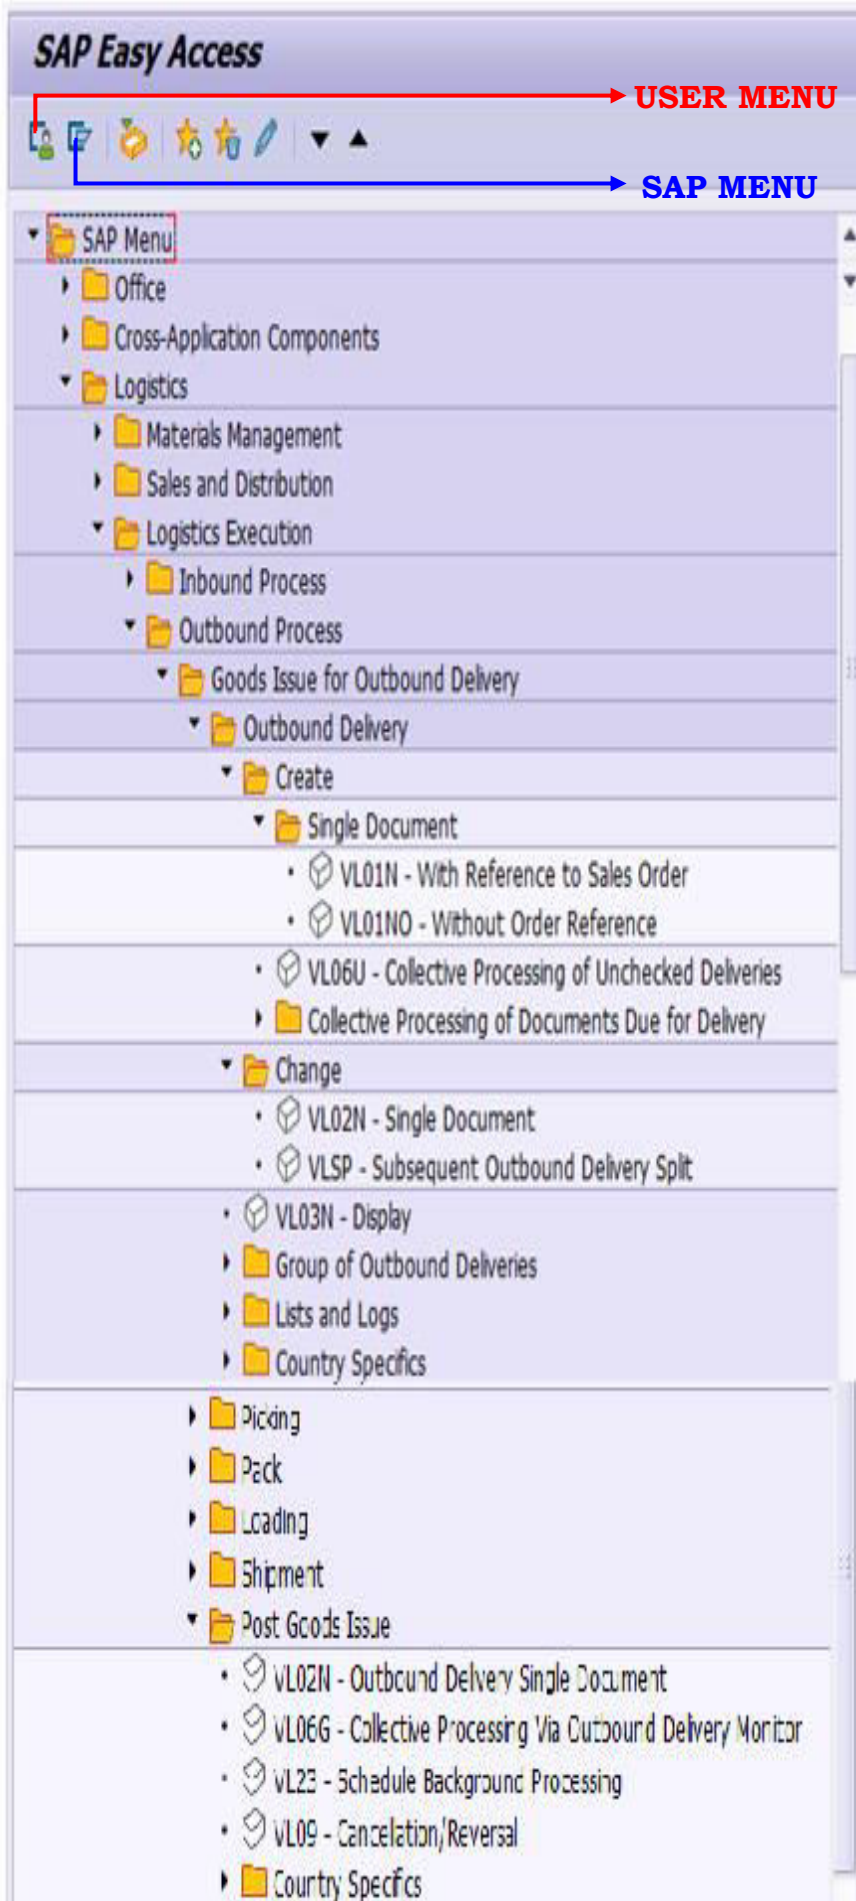 SAP Easy Access
USER MENU
SAP MENU
SAP Menu
Office
Cross-Application Components
Logistics
Materials Management
Sales and Distribution
Logistics Execution
Inbound Process
Outbound Process
Goods Issue for Outbound Delivery
Outbound Delivery
Create
Single Document
VL01N - With Reference to Sales Order
VL01NO - Without Order Reference
VL06U - Collective Processing of Unchecked Deliveries
Collective Processing of Documents Due for Delivery
Change
VL02N - Single Document
VLSP - Subsequent Outbound Delivery Split
VL03N - Display
Group of Outbound Deliveries
Lists and Logs
Country Specifics
Picking
Pack
Loading
Shipment
Post Goods Issue
VL02N - Outbound Delivery Single Document
VL06G - Collective Processing Via Outbound Delivery Monitor
VL23 - Schedule Background Processing
VL09 - Cancelation/Reversal
Country Specifics